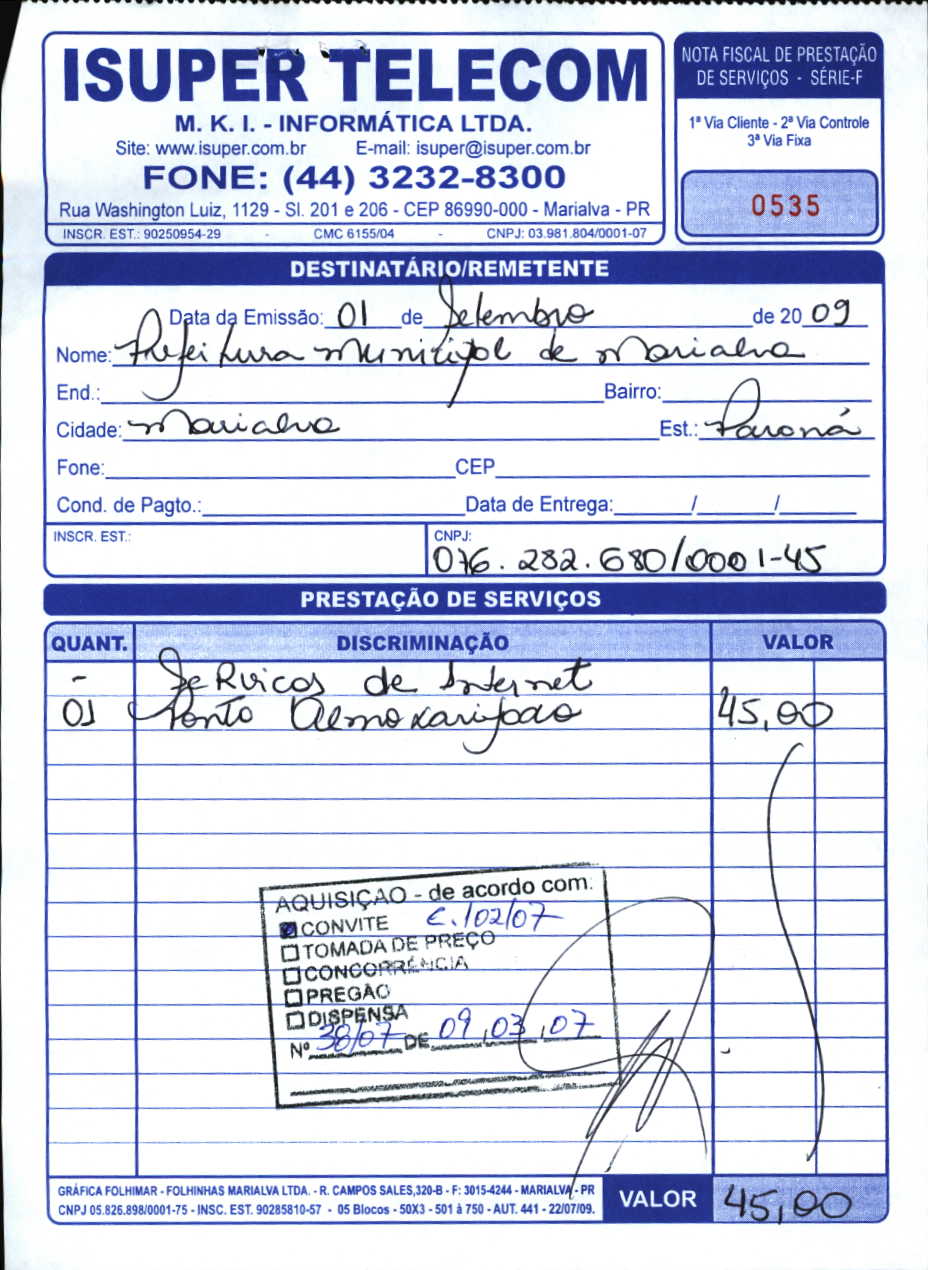 ISUPER TELECOM
M. K. I. - INFORMÁTICA LTDA.
Site: www.isuper.com.br E-mail: isuper@isuper.com.br
FONE: (44) 3232-8300
Rua Washington Luiz, 1129 - Sl. 201 e 206 - CEP 86990-000 - Marialva - PR
INSCR. EST.: 90250954-29 - CMC 6155/04 - CNPJ: 03.981.804/0001-07
NOTA FISCAL DE PRESTAÇÃO
DE SERVIÇOS - SÉRIE-F
1ª Via Cliente - 2ª Via Controle
3ª Via Fixa
0535
DESTINATÁRIO/REMETENTE
Data da Emissão: 01 de Setembro de 2009
Nome: Prefeitura Municipal de Marialva
End.: Bairro:
Cidade: Marialva Est.: Paraná
Fone: CEP
Cond. de Pagto.: Data de Entrega: / /
INSCR. EST.: CNPJ:
076.282.680/0001-45
PRESTAÇÃO DE SERVIÇOS
QUANT. DISCRIMINAÇÃO VALOR
- Servicos de Internet
01 Ponto Almoxarifado 45,00
AQUISIÇAO - de acordo com:
CONVITE C./02/07
TOMADA DE PREÇO
CONCORRÊNCIA
PREGÃO
DISPENSA
Nº 38/07 DE 09,03,07
GRÁFICA FOLHIMAR - FOLHINHAS MARIALVA LTDA. - R. CAMPOS SALES,320-B - F: 3015-4244 - MARIALVA - PR
CNPJ 05.826.898/0001-75 - INSC. EST. 90285810-57 - 05 Blocos - 50X3 - 501 à 750 - AUT. 441 - 22/07/09.
VALOR 45,00